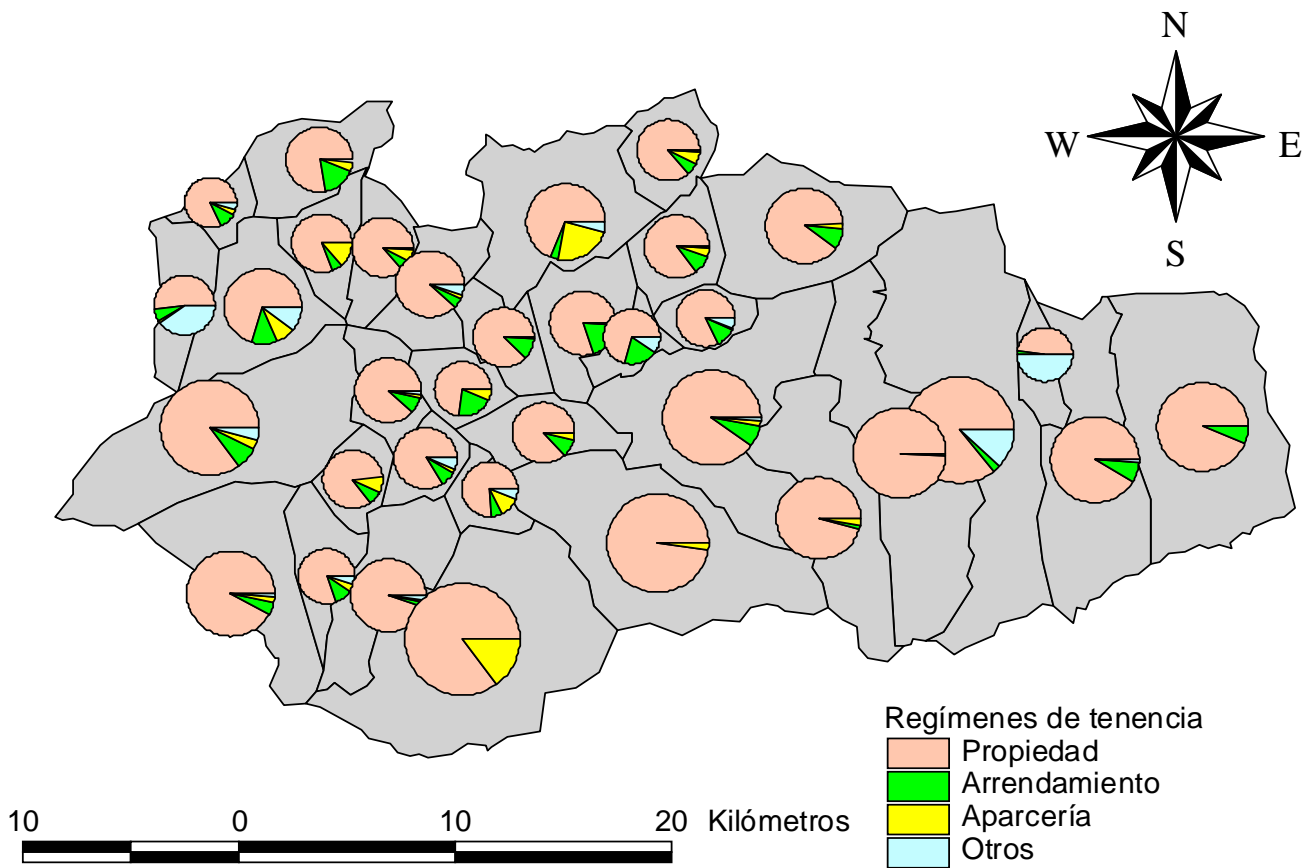 N
W E
S
Regímenes de tenencia
Propiedad
Arrendamiento
Aparcería
Otros
10 0 10 20 Kilómetros